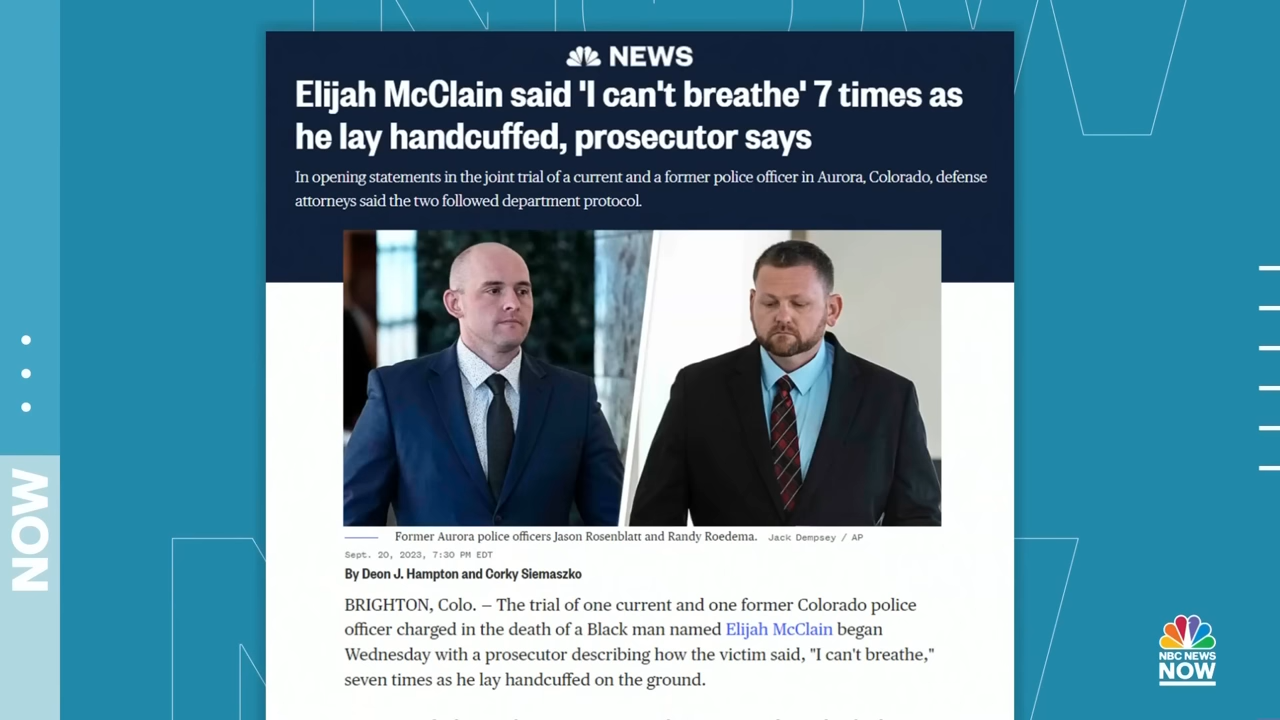 NEWS
Elijah McClain said 'I can't breathe' 7 times as
he lay handcuffed, prosecutor says
In opening statements in the joint trial of a current and a former police officer in Aurora, Colorado, defense
attorneys said the two followed department protocol.
Former Aurora police officers Jason Rosenblatt and Randy Roedema. Jack Dempsey / AP
Sept. 20, 2023, 7:30 PM EDT
By Deon J. Hampton and Corky Siemaszko
BRIGHTON, Colo. — The trial of one current and one former Colorado police
officer charged in the death of a Black man named Elijah McClain began
Wednesday with a prosecutor describing how the victim said, "I can't breathe,"
seven times as he lay handcuffed on the ground.
NOW
NBC NEWS
NOW